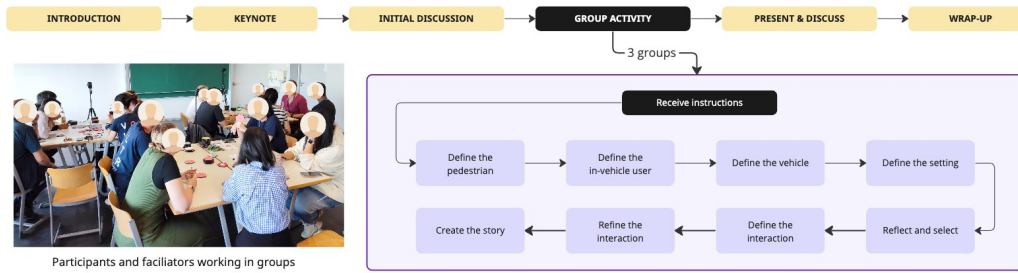 INTRODUCTION
KEYNOTE
INITIAL DISCUSSION
GROUP ACTIVITY
PRESENT & DISCUSS
WRAP-UP
3 groups
Receive instructions
Define the
pedestrian
Define the
in-vehicle user
Define the vehicle
Define the setting
Create the story
Refine the
interaction
Define the
interaction
Reflect and select
Participants and faciliators working in groups